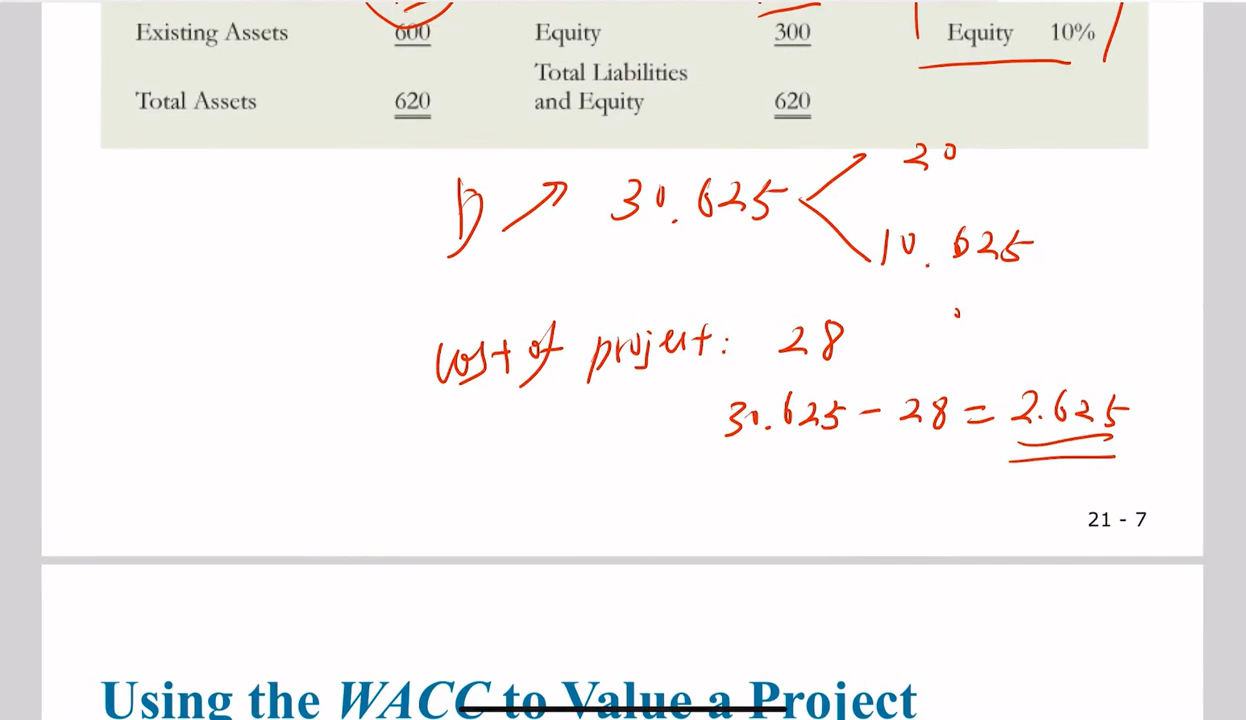 Existing Assets 600 Equity 300 Equity 10%
Total Liabilities
Total Assets 620 and Equity 620
20
D 30.625
10.625
cost of project: 28
30.625 - 28 = 2.625
21 - 7
Using the WACC to Value a Project